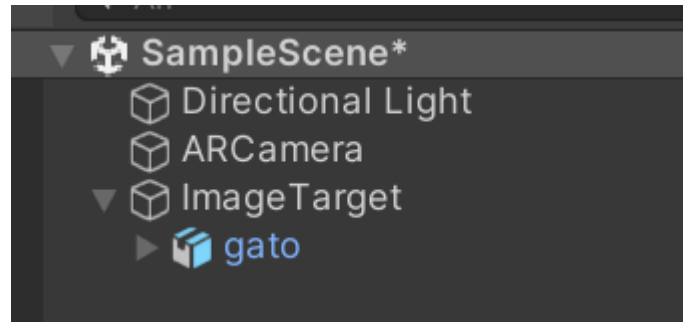 SampleScene*
Directional Light
ARCamera
ImageTarget
gato